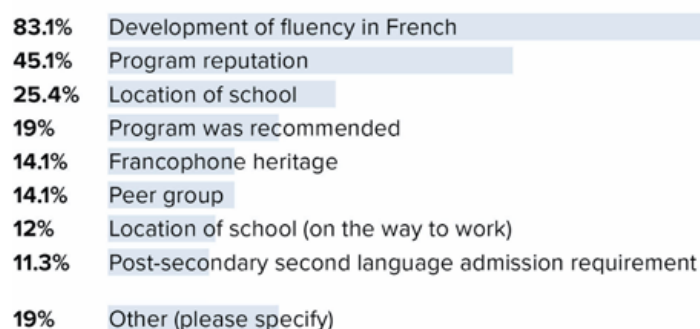 83.1% Development of fluency in French
45.1% Program reputation
25.4% Location of school
19% Program was recommended
14.1% Francophone heritage
14.1% Peer group
12% Location of school (on the way to work)
11.3% Post-secondary second language admission requirement
19% Other (please specify)